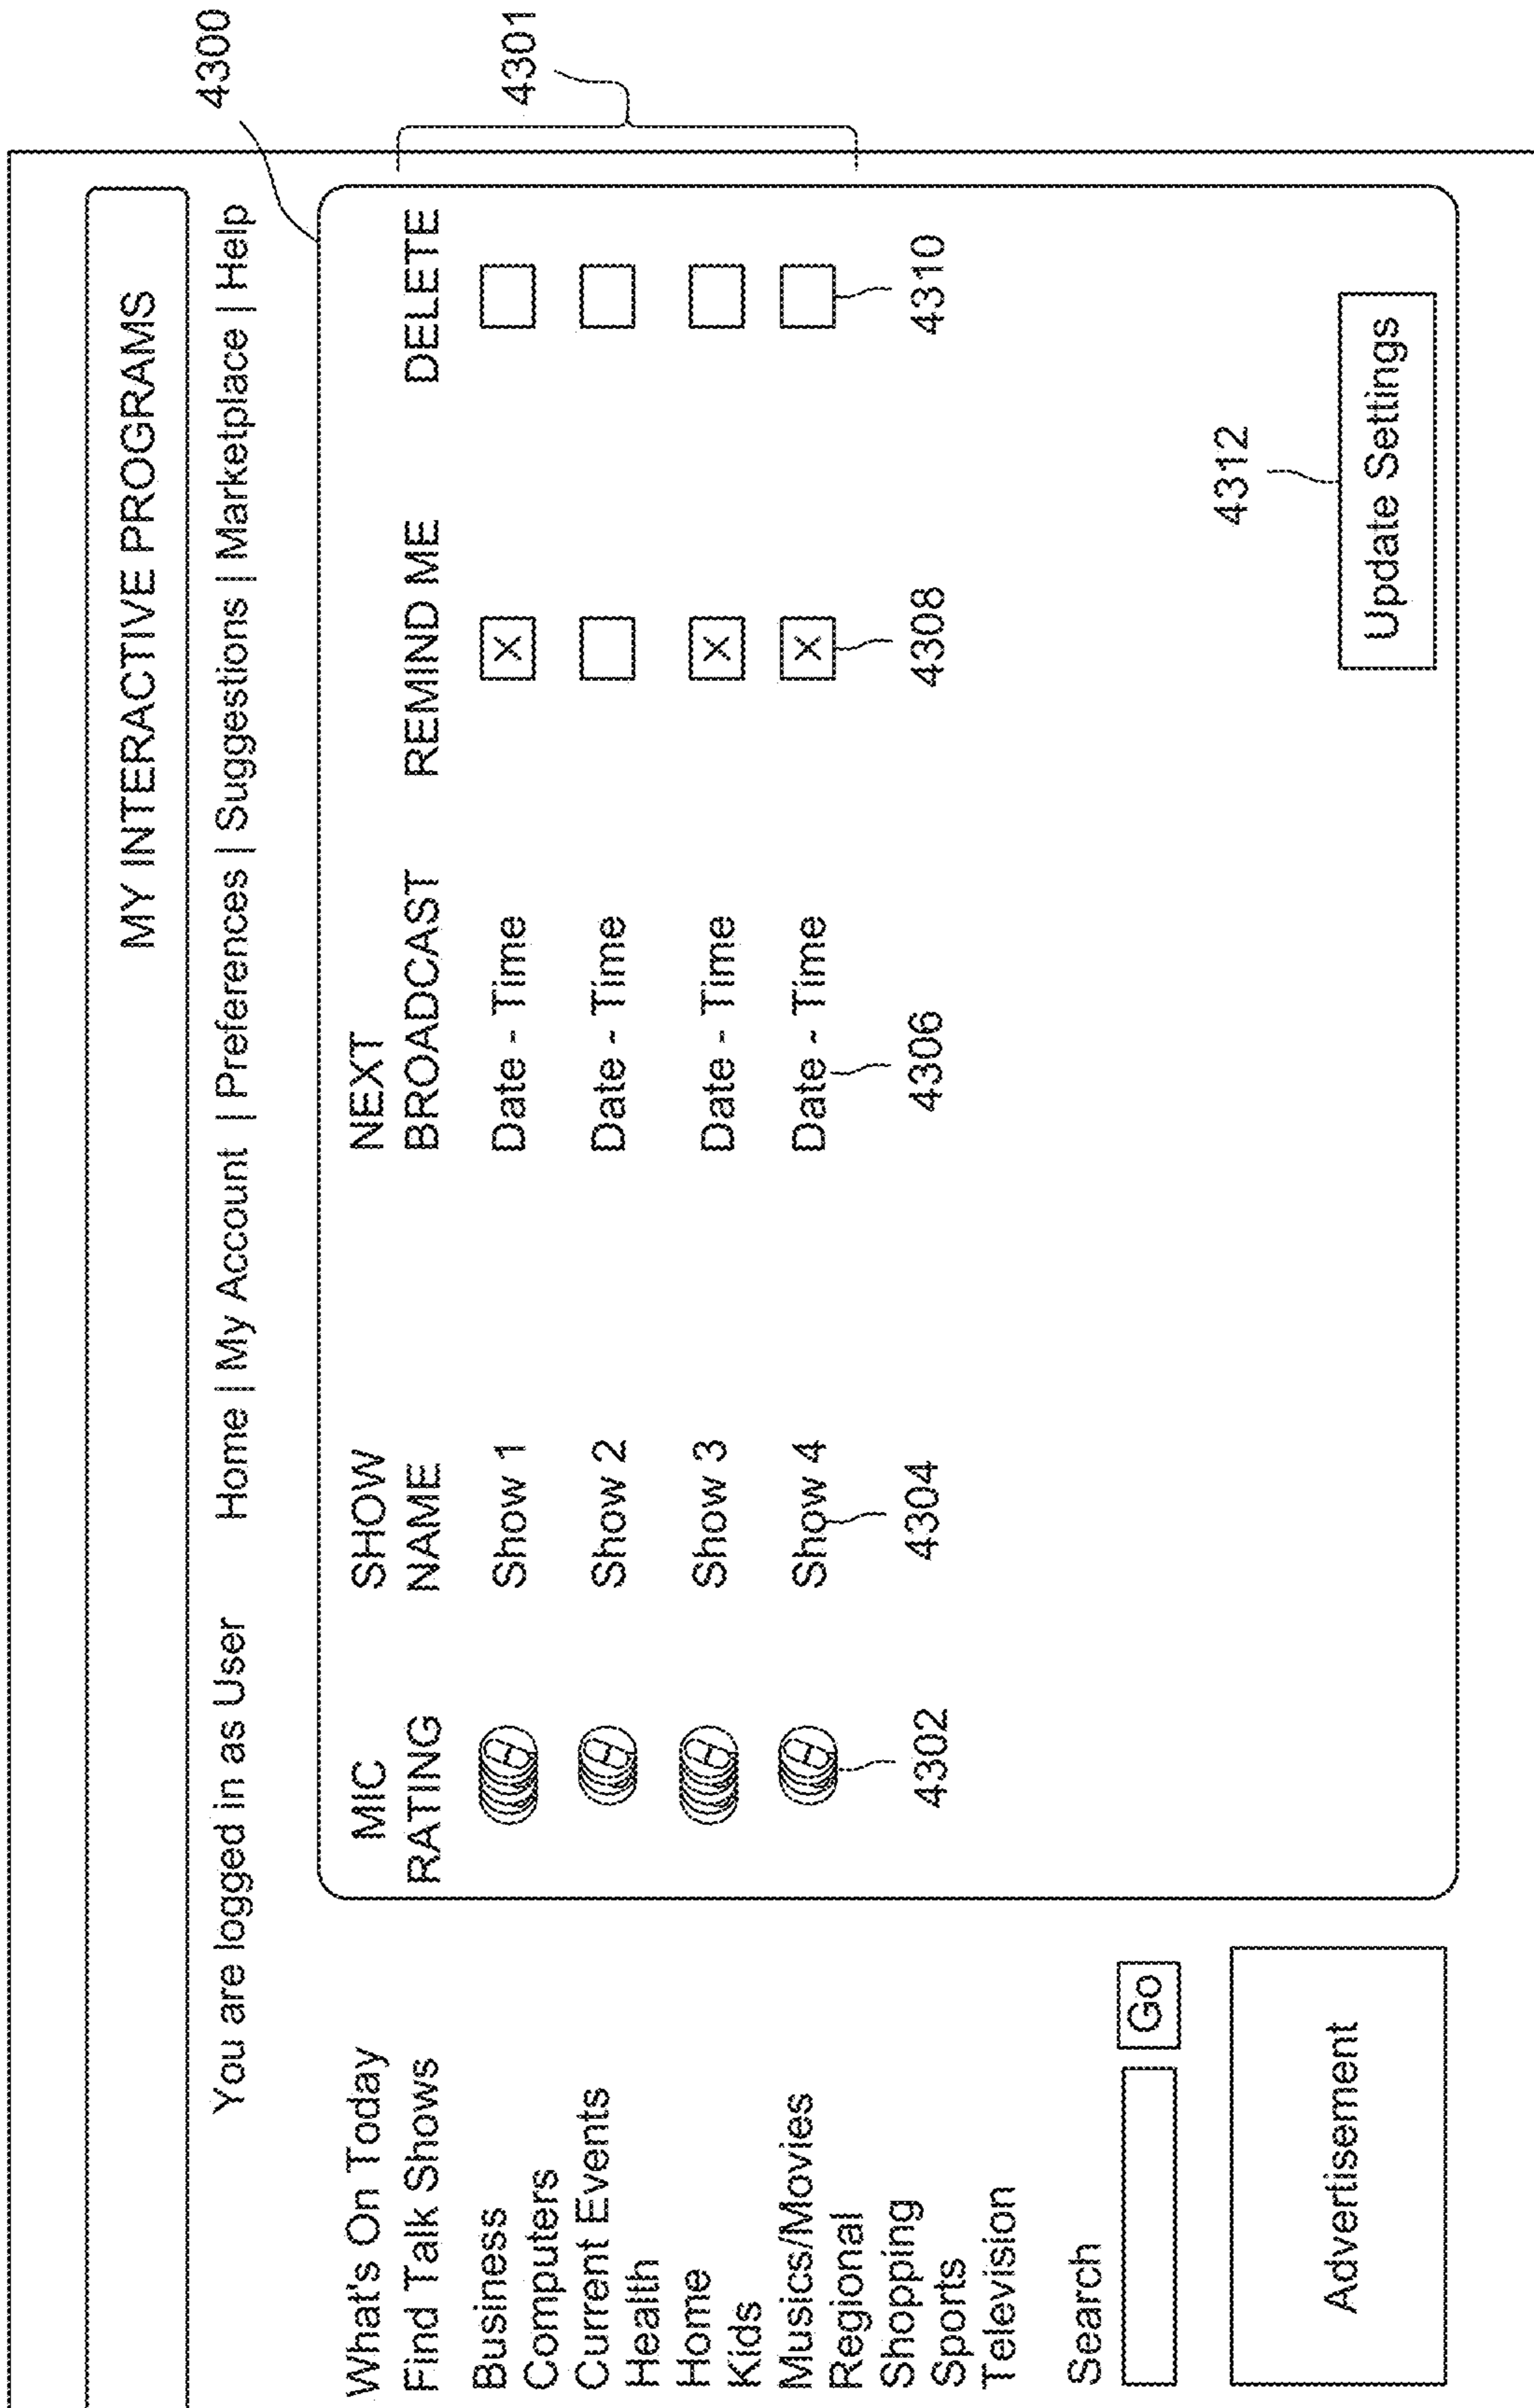 MY INTERACTIVE PROGRAMS
You are logged in as User Home | My Account | Preferences | Suggestions | Marketplace | Help
4300
4301
What's On Today
Find Talk Shows
Business
Computers
Current Events
Health
Home
Kids
Musics/Movies
Regional
Shopping
Sports
Television
Search
Go
Advertisement
MIC RATING SHOW NAME NEXT BROADCAST REMIND ME DELETE
Show 1 Date - Time X
Show 2 Date - Time
Show 3 Date - Time X
Show 4 Date - Time X
4302 4304 4306 4308 4310
4312
Update Settings